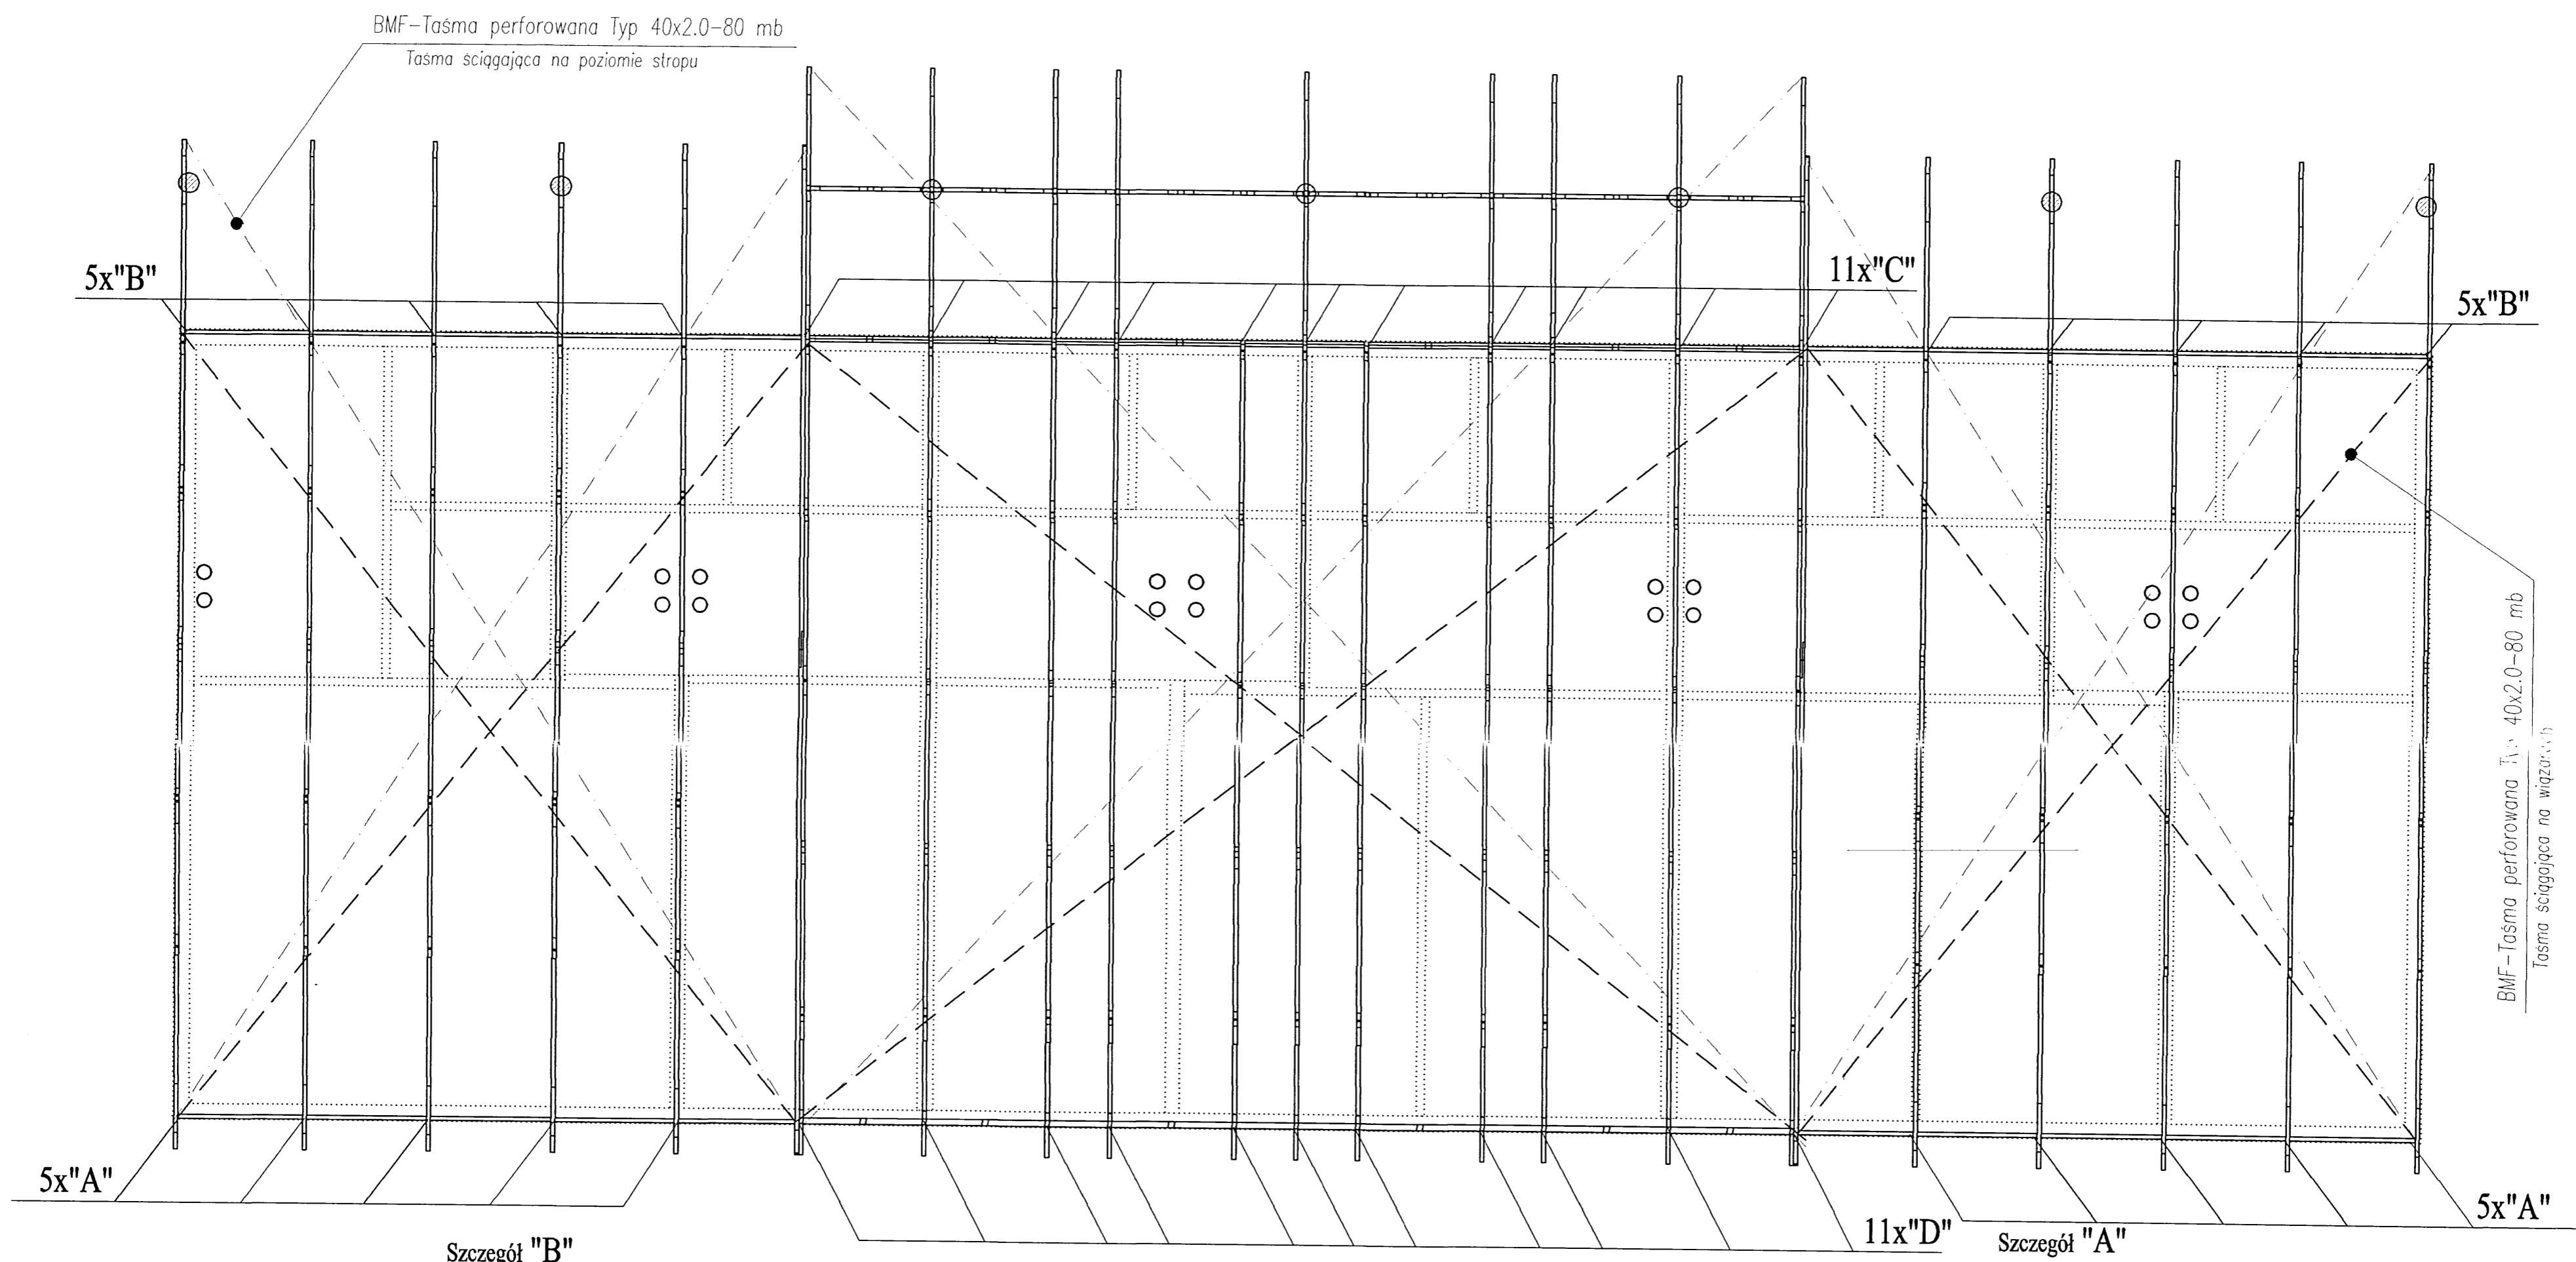 BMF-Taśma perforowana Typ 40x2.0-80 mb
Taśma ściągająca na poziomie stropu
5x"B"
11x"C"
5x"B"
BMF-Taśma perforowana Typ 40x2.0-80 mb
Taśma ściągająca na wiązarach
5x"A"
11x"D"
5x"A"
Szczegół "B"
Szczegół "A"